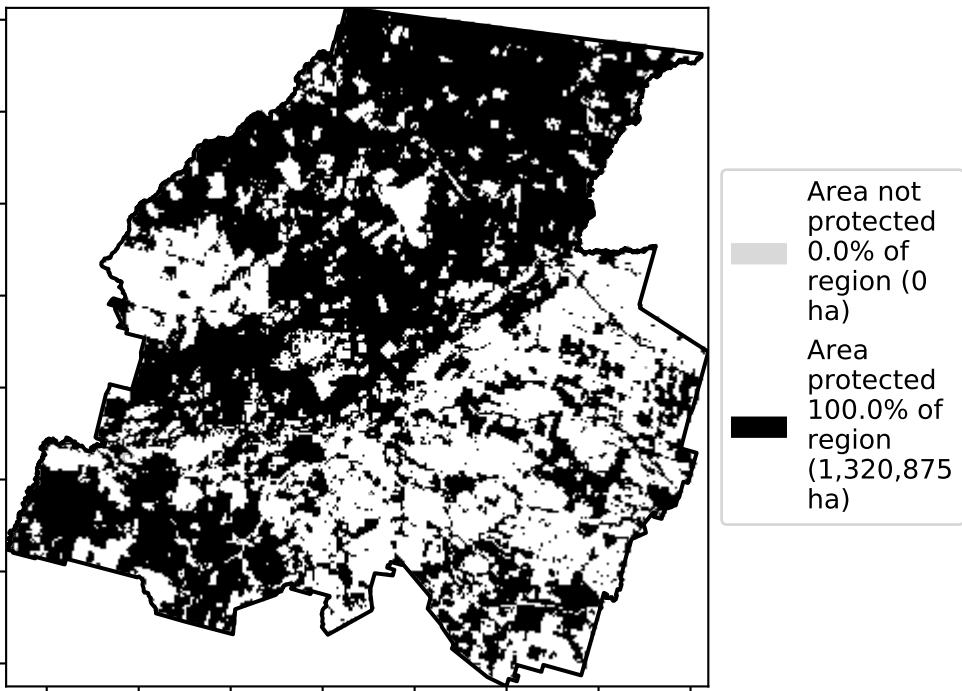 Area not
protected
0.0% of
region (0
ha)
Area
protected
100.0% of
region
(1,320,875
ha)